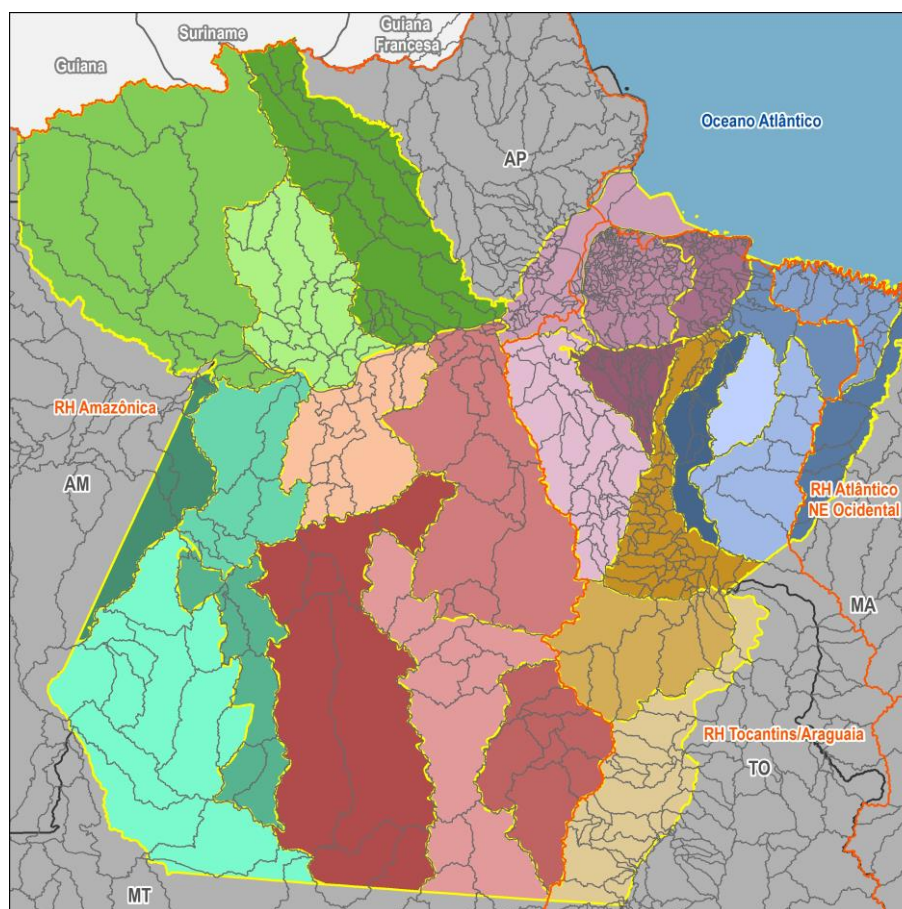 Suriname
Guiana
Francesa
Guiana
Oceano Atlântico
AP
RH Amazônica
AM
RH Atlântico
NE Ocidental
MA
RH Tocantins/Araguaia
TO
MT